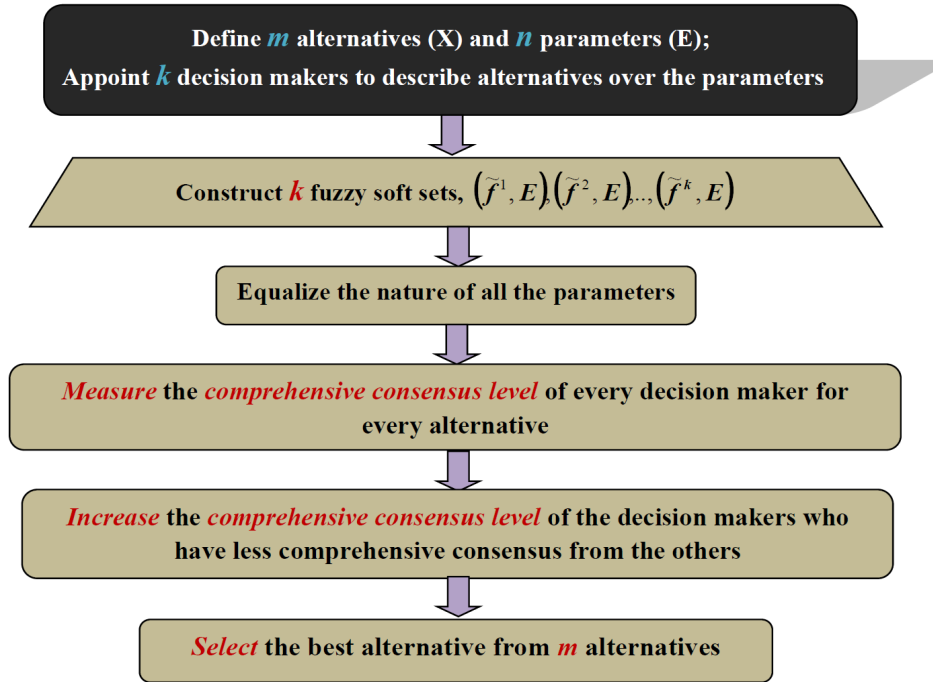 Define m alternatives (X) and n parameters (E);
Appoint k decision makers to describe alternatives over the parameters
Construct k fuzzy soft sets, (f̃¹, E),(f̃², E),..,(f̃ᵏ, E)
Equalize the nature of all the parameters
Measure the comprehensive consensus level of every decision maker for
every alternative
Increase the comprehensive consensus level of the decision makers who
have less comprehensive consensus from the others
Select the best alternative from m alternatives